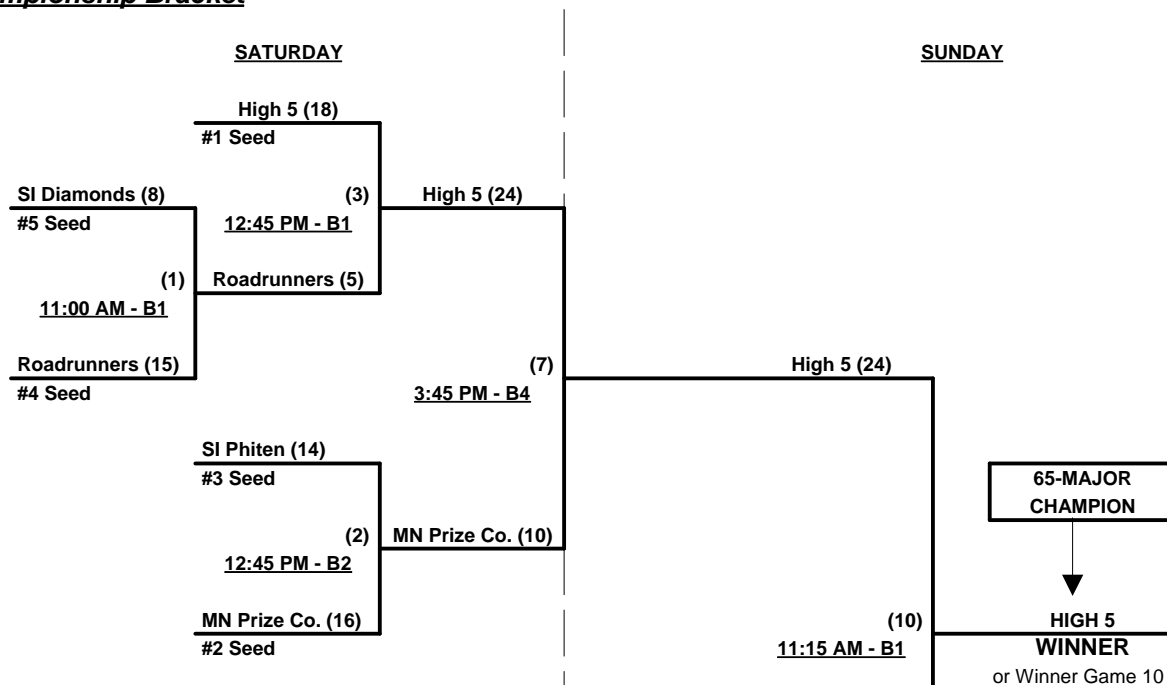 mpionship Bracket
SATURDAY
SUNDAY
High 5 (18)
#1 Seed
SI Diamonds (8)
(3)
High 5 (24)
#5 Seed
12:45 PM - B1
(1)
Roadrunners (5)
11:00 AM - B1
Roadrunners (15)
(7)
High 5 (24)
#4 Seed
3:45 PM - B4
SI Phiten (14)
#3 Seed
65-MAJOR
CHAMPION
(2)
MN Prize Co. (10)
12:45 PM - B2
MN Prize Co. (16)
(10)
HIGH 5
#2 Seed
11:15 AM - B1
WINNER
or Winner Game 10